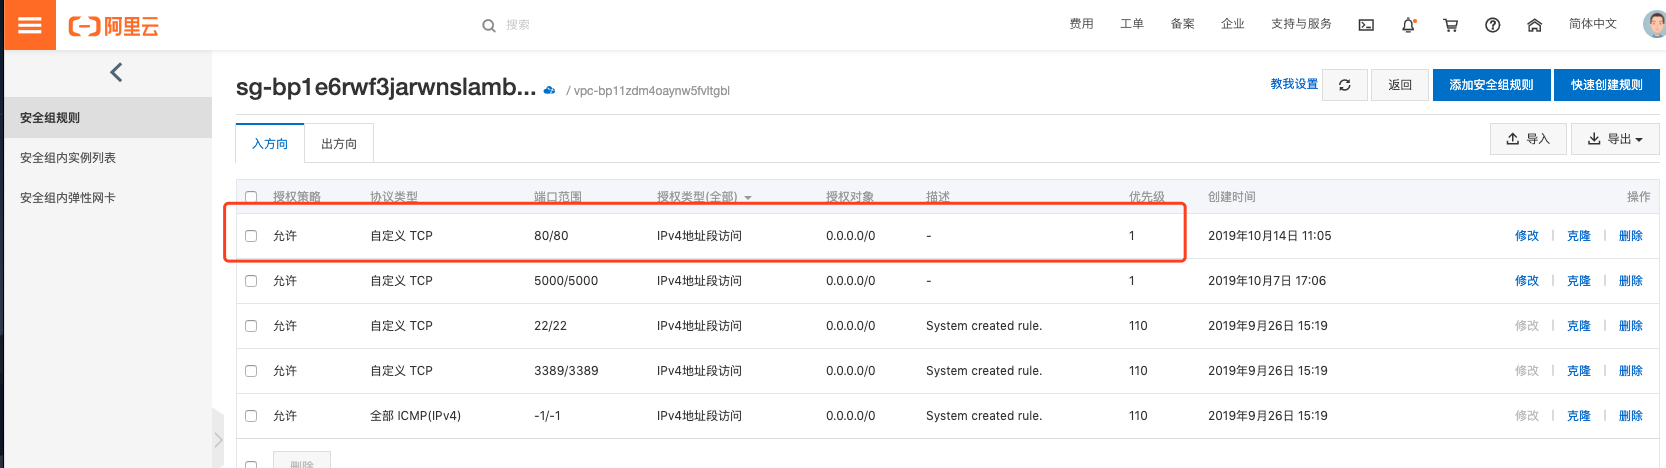 阿里云
搜索
费用 工单 备案 企业 支持与服务 简体中文
sg-bp1e6rwf3jarwnslamb... / vpc-bp11zdm4oaynw5fvltgbl
教我设置 返回 添加安全组规则 快速创建规则
安全组规则
安全组内实例列表
安全组内弹性网卡
入方向 出方向
导入 导出
授权策略 协议类型 端口范围 授权类型(全部) 授权对象 描述 优先级 创建时间 操作
允许 自定义 TCP 80/80 IPv4地址段访问 0.0.0.0/0 - 1 2019年10月14日 11:05 修改 | 克隆 | 删除
允许 自定义 TCP 5000/5000 IPv4地址段访问 0.0.0.0/0 - 1 2019年10月7日 17:06 修改 | 克隆 | 删除
允许 自定义 TCP 22/22 IPv4地址段访问 0.0.0.0/0 System created rule. 110 2019年9月26日 15:19 修改 | 克隆 | 删除
允许 自定义 TCP 3389/3389 IPv4地址段访问 0.0.0.0/0 System created rule. 110 2019年9月26日 15:19 修改 | 克隆 | 删除
允许 全部 ICMP(IPv4) -1/-1 IPv4地址段访问 0.0.0.0/0 System created rule. 110 2019年9月26日 15:19 修改 | 克隆 | 删除
删除